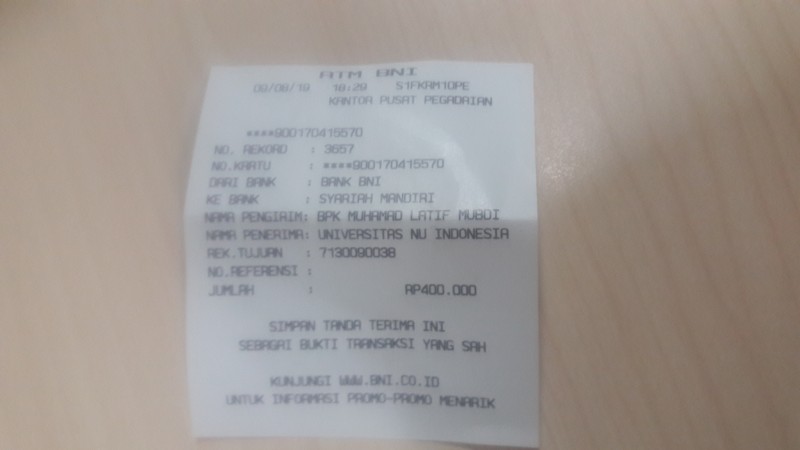 ATM BNI
09/08/19 18:29 S1FKRM1OPE
KANTOR PUSAT PEGADAIAN
****900170415570
NO. REKORD : 3657
NO.KARTU : ****900170415570
DARI BANK : BANK BNI
KE BANK : SYARIAH MANDIRI
NAMA PENGIRIM: BPK MUHAMAD LATIF MUBDI
NAMA PENERIMA: UNIVERSITAS NU INDONESIA
REK.TUJUAN : 7130090038
NO.REFERENSI :
JUMLAH : RP400.000
SIMPAN TANDA TERIMA INI
SEBAGAI BUKTI TRANSAKSI YANG SAH
KUNJUNGI WWW.BNI.CO.ID
UNTUK INFORMASI PROMO-PROMO MENARIK